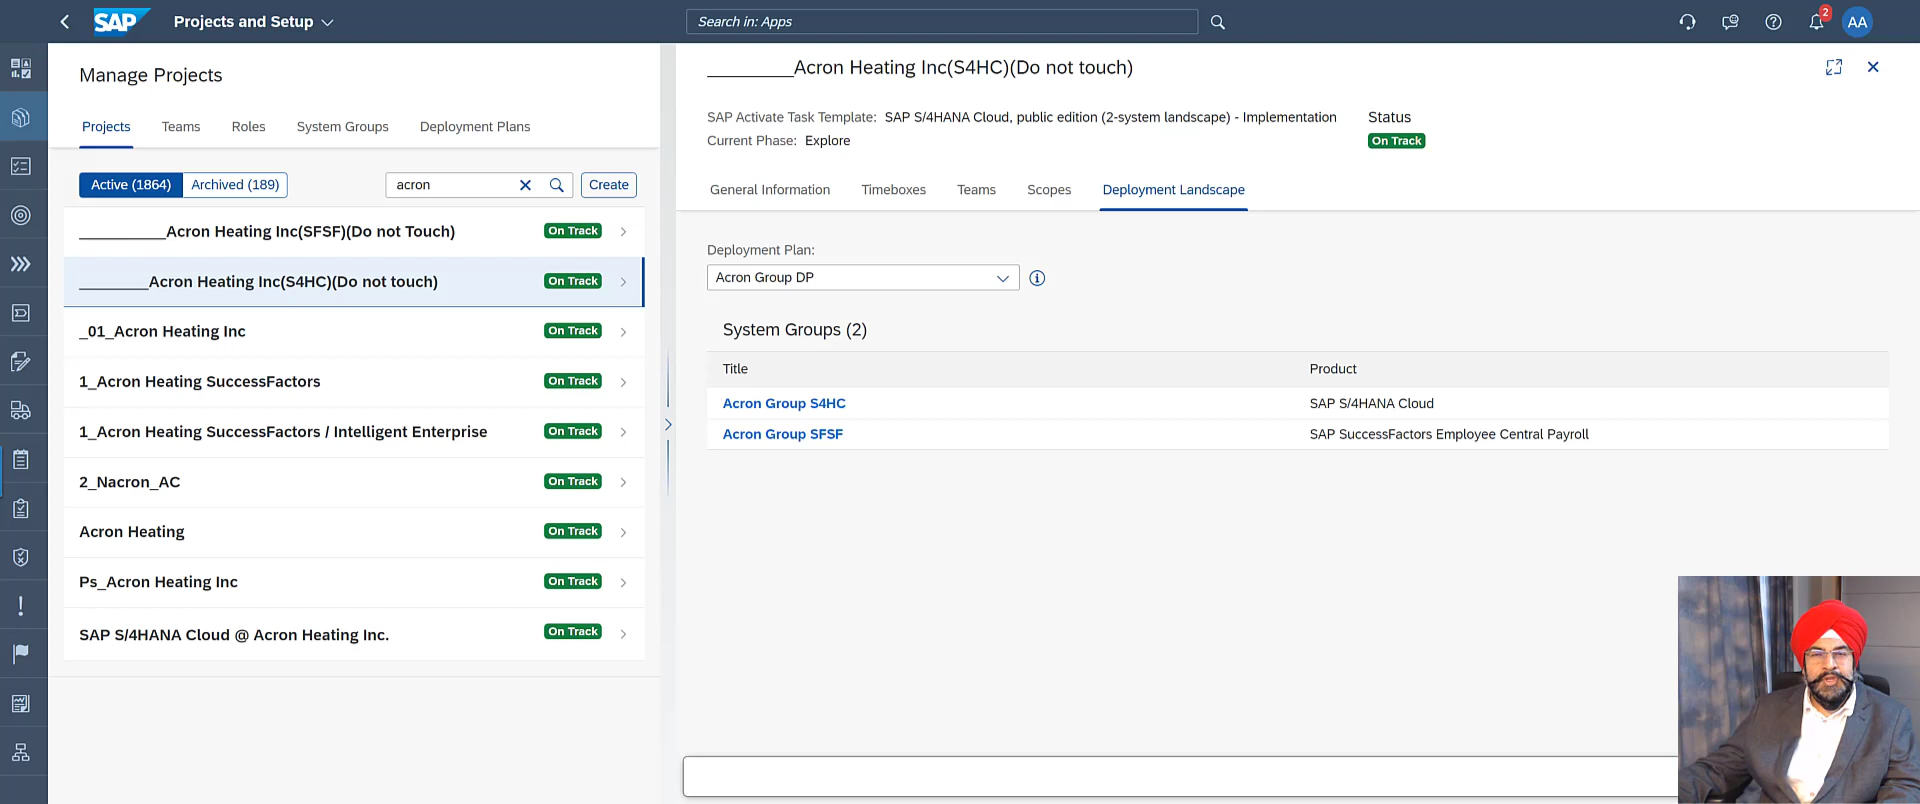 SAP
Projects and Setup
Search in: Apps
2
AA
Manage Projects
Projects
Teams
Roles
System Groups
Deployment Plans
Active (1864)
Archived (189)
acron
Create
__________Acron Heating Inc(SFSF)(Do not Touch)
On Track
________Acron Heating Inc(S4HC)(Do not touch)
On Track
_01_Acron Heating Inc
On Track
1_Acron Heating SuccessFactors
On Track
1_Acron Heating SuccessFactors / Intelligent Enterprise
On Track
2_Nacron_AC
On Track
Acron Heating
On Track
Ps_Acron Heating Inc
On Track
SAP S/4HANA Cloud @ Acron Heating Inc.
On Track
________Acron Heating Inc(S4HC)(Do not touch)
SAP Activate Task Template: SAP S/4HANA Cloud, public edition (2-system landscape) - Implementation
Current Phase: Explore
Status
On Track
General Information
Timeboxes
Teams
Scopes
Deployment Landscape
Deployment Plan:
Acron Group DP
System Groups (2)
Title
Product
Acron Group S4HC
SAP S/4HANA Cloud
Acron Group SFSF
SAP SuccessFactors Employee Central Payroll